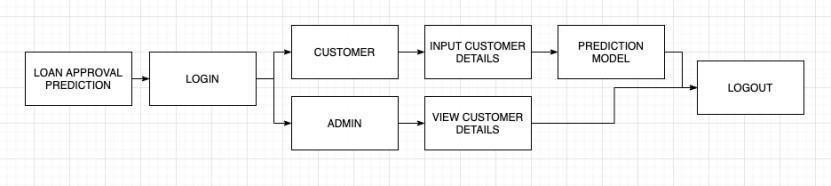 LOAN APPROVAL
PREDICTION
LOGIN
CUSTOMER
INPUT CUSTOMER
DETAILS
PREDICTION
MODEL
ADMIN
VIEW CUSTOMER
DETAILS
LOGOUT